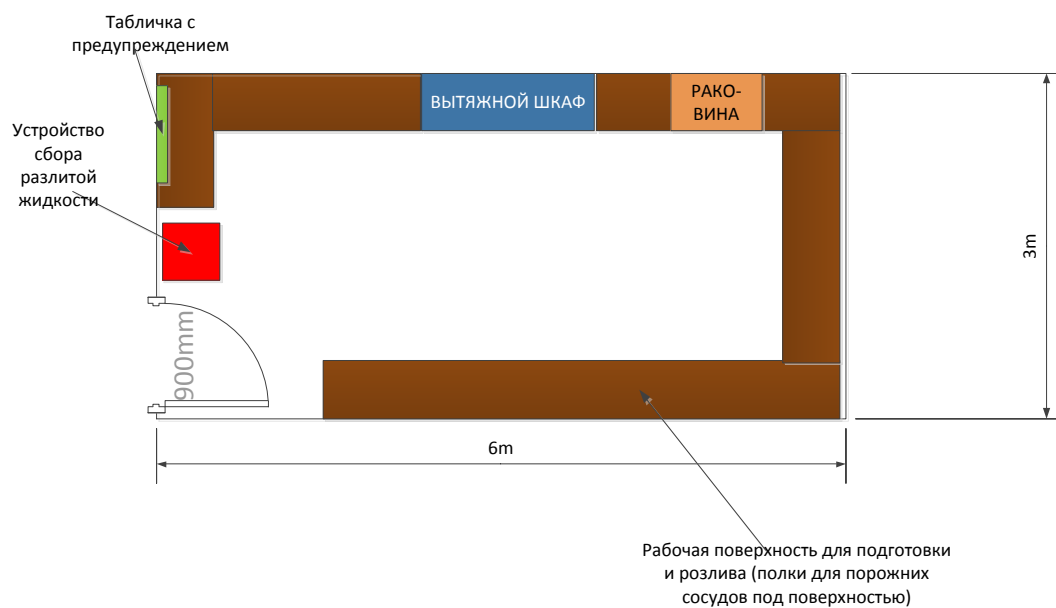 Табличка с
предупреждением
Устройство
сбора
разлитой
жидкости
ВЫТЯЖНОЙ ШКАФ
РАКО-
ВИНА
3m
900mm
6m
Рабочая поверхность для подготовки
и розлива (полки для порожних
сосудов под поверхностью)